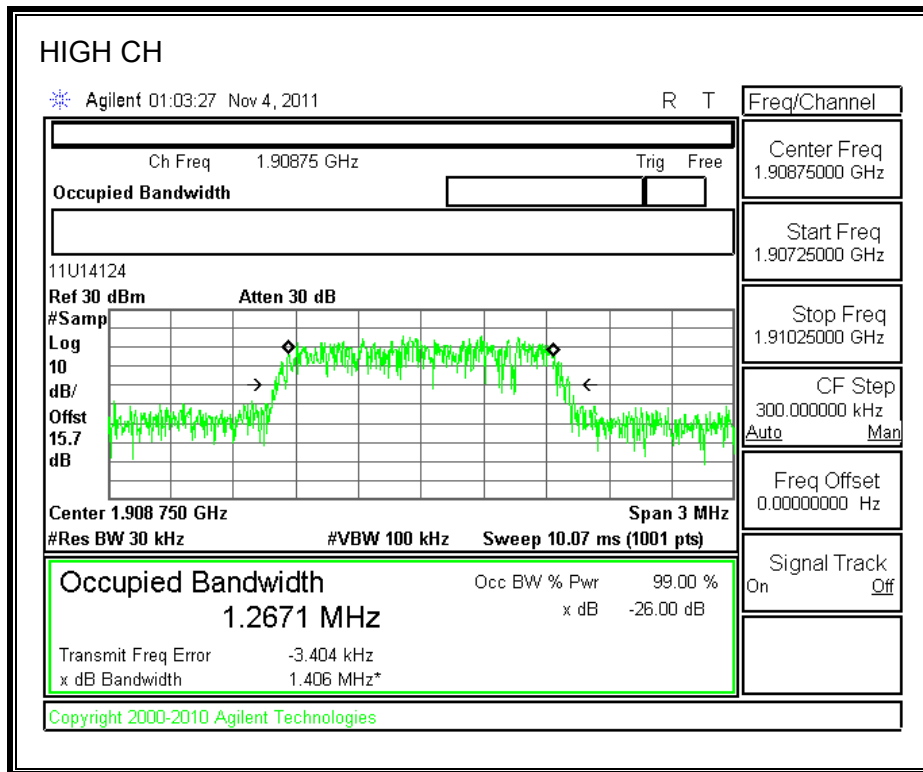 HIGH CH
Agilent 01:03:27 Nov 4, 2011 R T
Freq/Channel
Ch Freq 1.90875 GHz Trig Free
Occupied Bandwidth
Center Freq
1.90875000 GHz
Start Freq
1.90725000 GHz
11U14124
Ref 30 dBm Atten 30 dB
#Samp
Log
10
dB/
Offst
15.7
dB
Stop Freq
1.91025000 GHz
CF Step
300.000000 kHz
Auto Man
Center 1.908 750 GHz Span 3 MHz
#Res BW 30 kHz #VBW 100 kHz Sweep 10.07 ms (1001 pts)
Freq Offset
0.00000000 Hz
Occupied Bandwidth Occ BW % Pwr 99.00 %
1.2671 MHz x dB -26.00 dB
Transmit Freq Error -3.404 kHz
x dB Bandwidth 1.406 MHz*
Signal Track
On Off
Copyright 2000-2010 Agilent Technologies